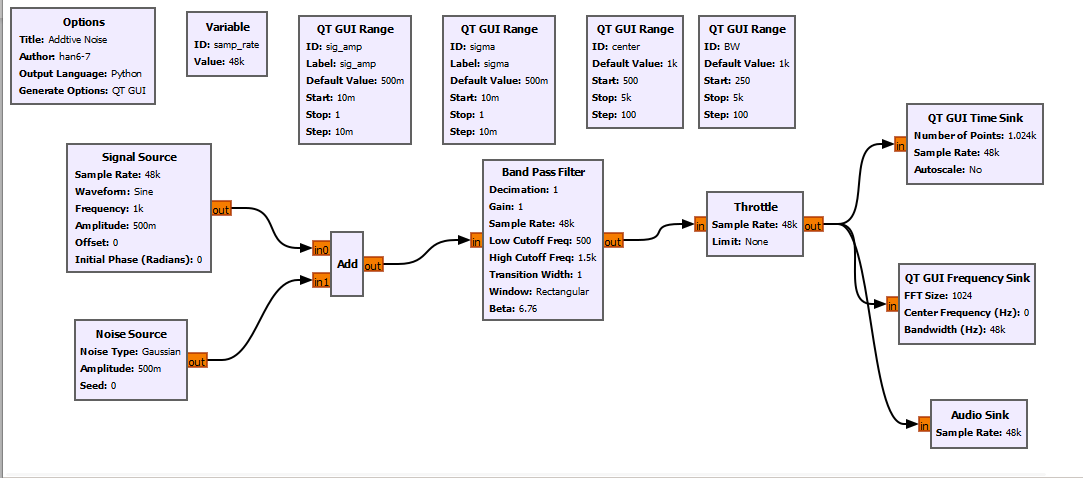 Options
Title: Addtive Noise
Author: han6-7
Output Language: Python
Generate Options: QT GUI
Variable
ID: samp_rate
Value: 48k
QT GUI Range
ID: sig_amp
Label: sig_amp
Default Value: 500m
Start: 10m
Stop: 1
Step: 10m
QT GUI Range
ID: sigma
Label: sigma
Default Value: 500m
Start: 10m
Stop: 1
Step: 10m
QT GUI Range
ID: center
Default Value: 1k
Start: 500
Stop: 5k
Step: 100
QT GUI Range
ID: BW
Default Value: 1k
Start: 250
Stop: 5k
Step: 100
Signal Source
Sample Rate: 48k
Waveform: Sine
Frequency: 1k
Amplitude: 500m
Offset: 0
Initial Phase (Radians): 0
out
Noise Source
Noise Type: Gaussian
Amplitude: 500m
Seed: 0
out
in0
in1
Add
out
Band Pass Filter
Decimation: 1
Gain: 1
Sample Rate: 48k
Low Cutoff Freq: 500
High Cutoff Freq: 1.5k
Transition Width: 1
Window: Rectangular
Beta: 6.76
in
out
Throttle
Sample Rate: 48k
Limit: None
in
out
QT GUI Time Sink
Number of Points: 1.024k
Sample Rate: 48k
Autoscale: No
in
QT GUI Frequency Sink
FFT Size: 1024
Center Frequency (Hz): 0
Bandwidth (Hz): 48k
in
Audio Sink
Sample Rate: 48k
in